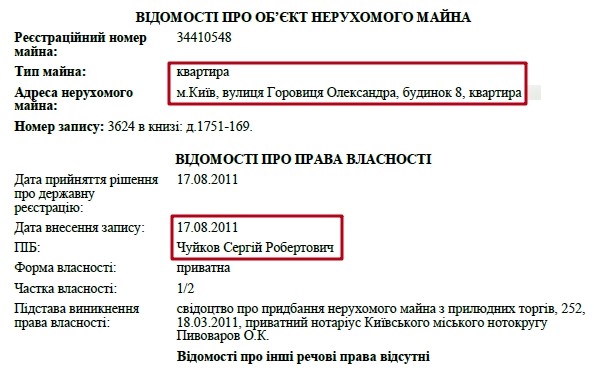 ВІДОМОСТІ ПРО ОБ’ЄКТ НЕРУХОМОГО МАЙНА
Реєстраційний номер 34410548
майна:
Тип майна: квартира
Адреса нерухомого м.Київ, вулиця Горовиця Олександра, будинок 8, квартира
майна:
Номер запису: 3624 в книзі: д.1751-169.
ВІДОМОСТІ ПРО ПРАВА ВЛАСНОСТІ
Дата прийняття рішення 17.08.2011
про державну
реєстрацію:
Дата внесення запису: 17.08.2011
ПІБ: Чуйков Сергій Робертович
Форма власності: приватна
Частка власності: 1/2
Підстава виникнення свідоцтво про придбання нерухомого майна з прилюдних торгів, 252,
права власності: 18.03.2011, приватний нотаріус Київського міського нотокругу
Пивоваров О.К.
Відомості про інші речові права відсутні